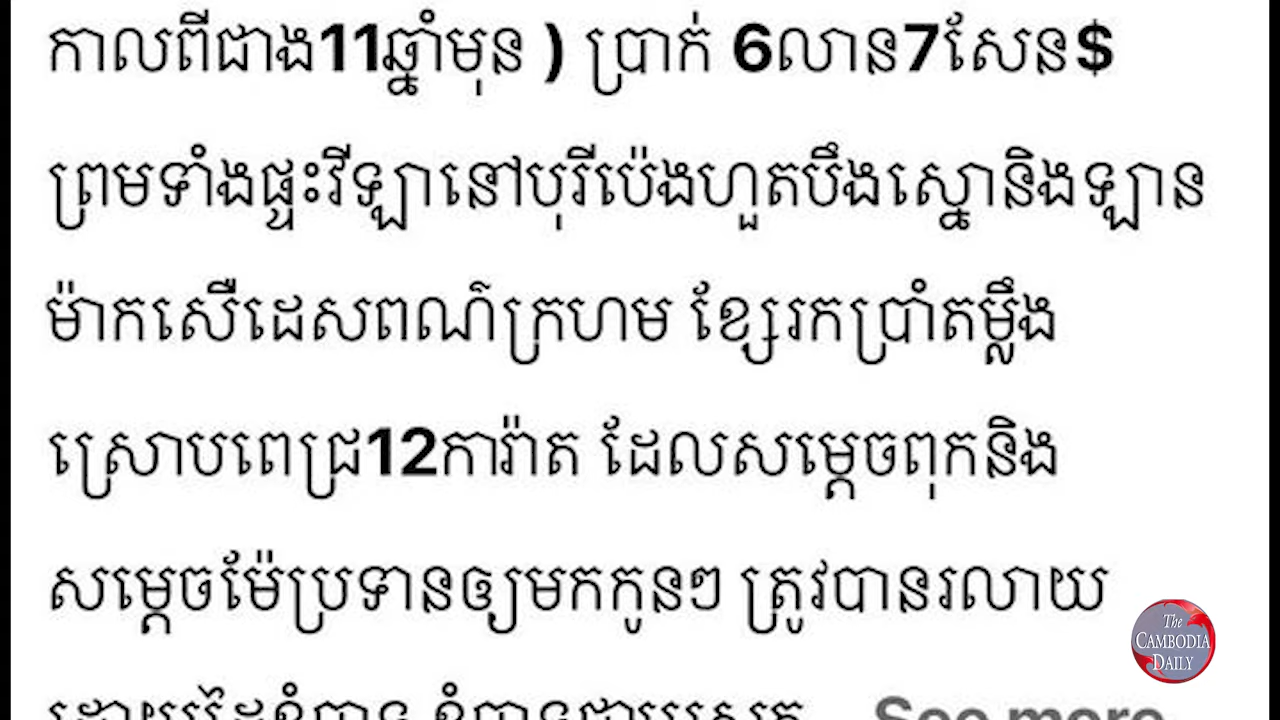 កាលពីជាង11ឆ្នាំមុន ) ប្រាក់ 6លាន7សែន$
ព្រមទាំងផ្ទះវីឡានៅបុរីប៉េងហួតបឹងស្នោនិងឡាន
ម៉ាកសើឌេសពណ៌ក្រហម ខ្សែរកប្រាំតម្លឹង
ស្រោបពេជ្រ12ការ៉ាត ដែលសម្ដេចពុកនិង
សម្ដេចម៉ែប្រទានឲ្យមកកូនៗ ត្រូវបានរលាយ
See more
The
CAMBODIA
DAILY